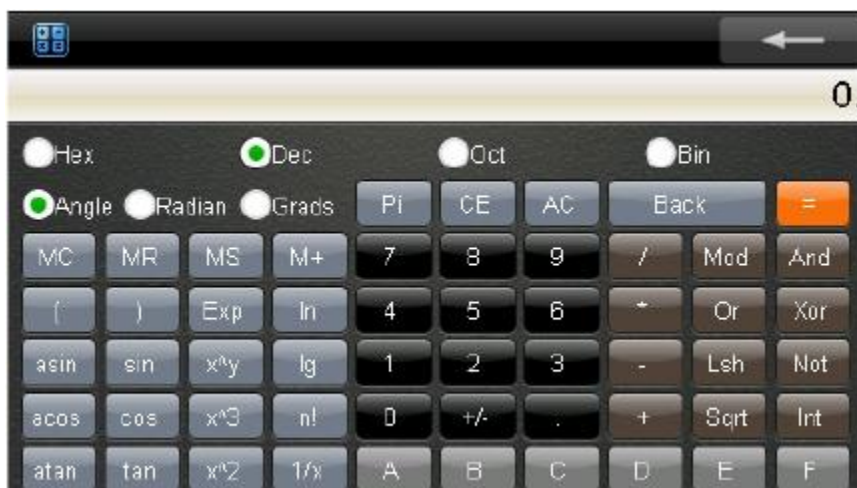 0
Hex Dec Oct Bin
Angle Radian Grads Pi CE AC Back =
MC MR MS M+ 7 8 9 / Mod And
( ) Exp ln 4 5 6 * Or Xor
asin sin x^y lg 1 2 3 - Lsh Not
acos cos x^3 n! 0 +/- . + Sqrt Int
atan tan x^2 1/x A B C D E F